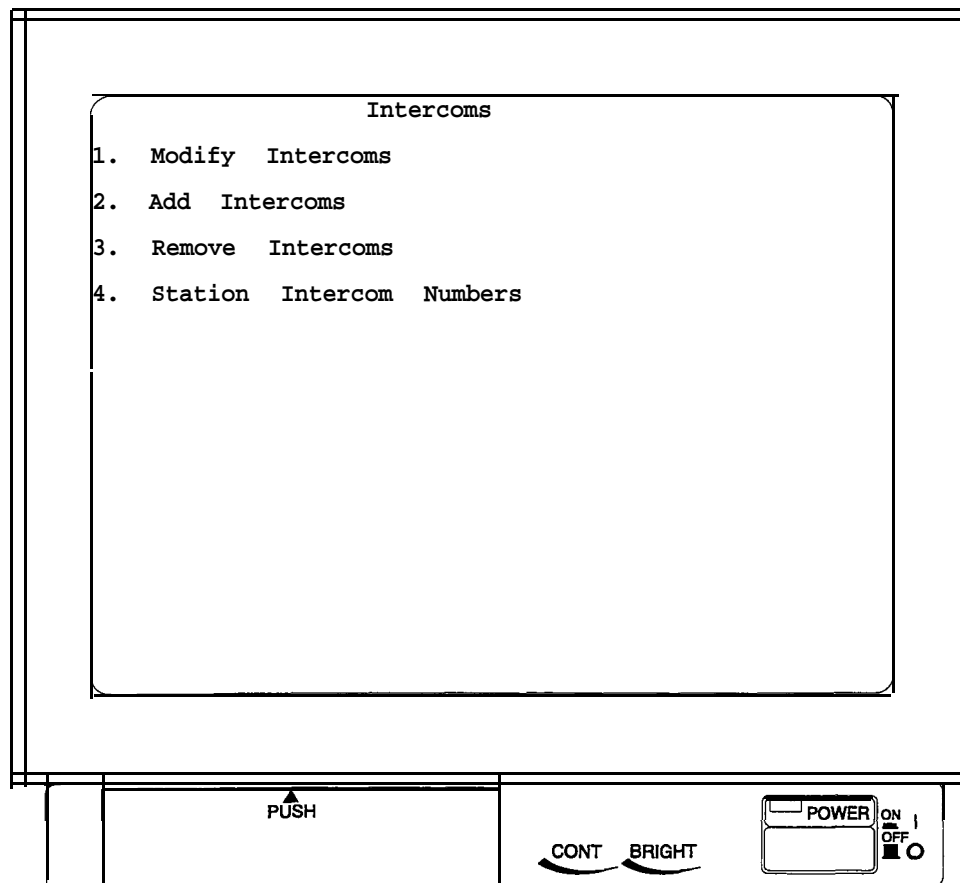 Intercoms
1. Modify Intercoms
2. Add Intercoms
3. Remove Intercoms
4. Station Intercom Numbers
PUSH
POWER
ON
OFF
CONT BRIGHT